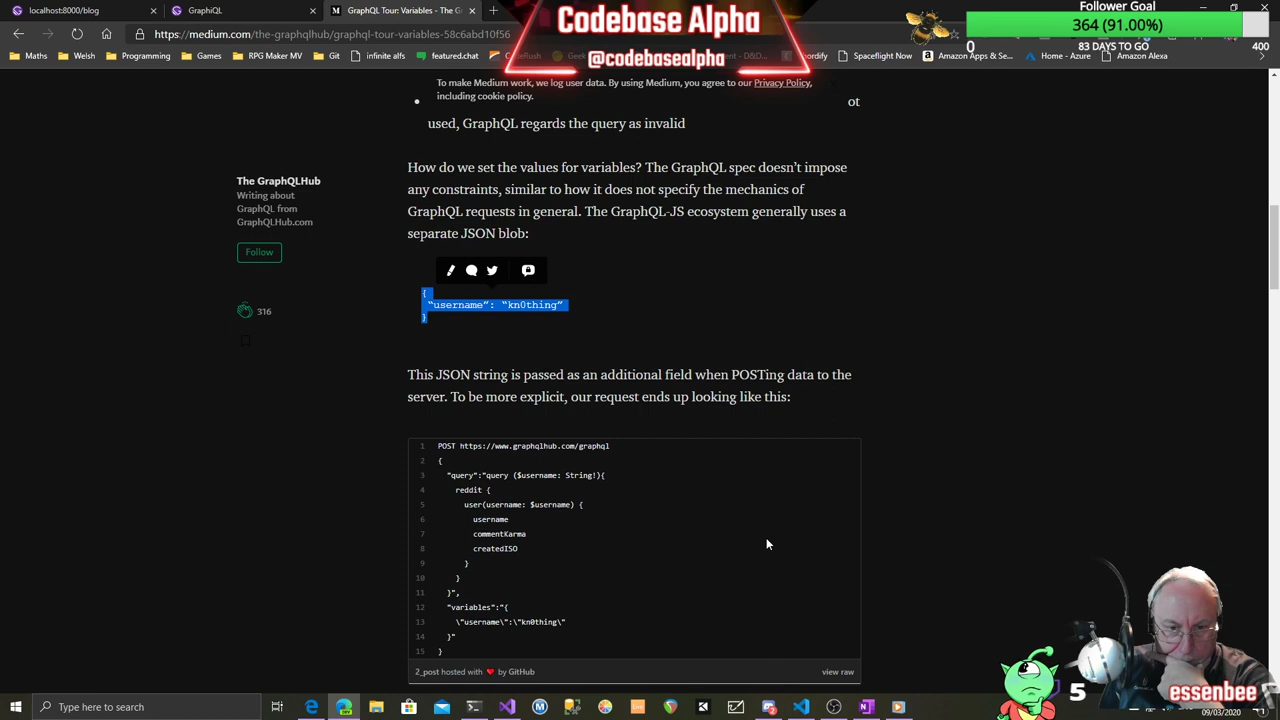 localhost:5000/blog
GraphQL
GraphQL Tour: Variables - The G
Codebase Alpha
@codebasealpha
Follower Goal
364 (91.00%)
0
83 DAYS TO GO
400
https://medium.com/the-graphqlhub/graphql-tour-variables-58c6abd10f56
Welsh
Programming
Games
RPG Maker MV
infinite alfs
featured.chat
Spaceflight Now
Amazon Apps & Se...
Home - Azure
Amazon Alexa
To make Medium work, we log user data. By using Medium, you agree to our Privacy Policy,
including cookie policy.
ot
used, GraphQL regards the query as invalid
How do we set the values for variables? The GraphQL spec doesn’t impose
any constraints, similar to how it does not specify the mechanics of
GraphQL requests in general. The GraphQL-JS ecosystem generally uses a
separate JSON blob:
The GraphQLHub
Writing about
GraphQL from
GraphQLHub.com
Follow
316
{
“username”: “kn0thing”
}
This JSON string is passed as an additional field when POSTing data to the
server. To be more explicit, our request ends up looking like this:
1 POST https://www.graphqlhub.com/graphql
2 {
3 "query":"query ($username: String!){
4 reddit {
5 user(username: $username) {
6 username
7 commentKarma
8 createdISO
9 }
10 }
11 }",
12 "variables":"{
13 \"username\":\"kn0thing\"
14 }"
15 }
2_post hosted with ❤ by GitHub
view raw
5
essenbee
Type here to search
09/03/2020